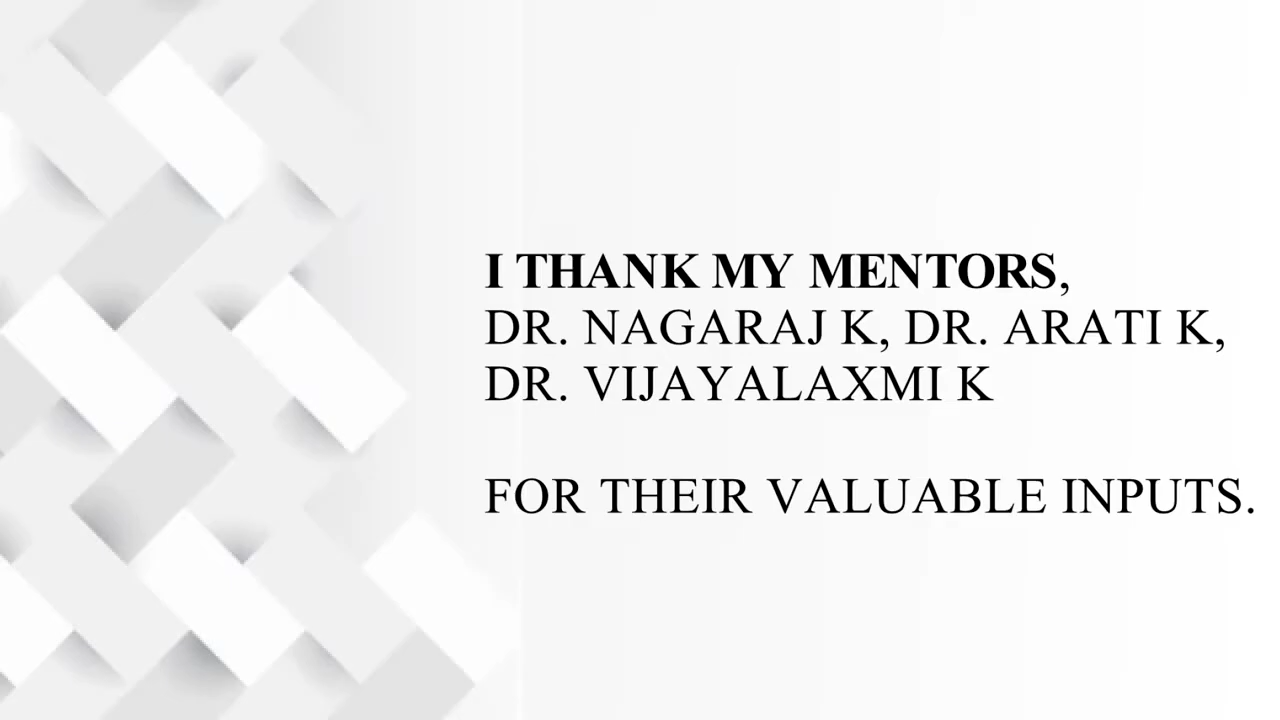 I THANK MY MENTORS,
DR. NAGARAJ K, DR. ARATI K,
DR. VIJAYALAXMI K
FOR THEIR VALUABLE INPUTS.